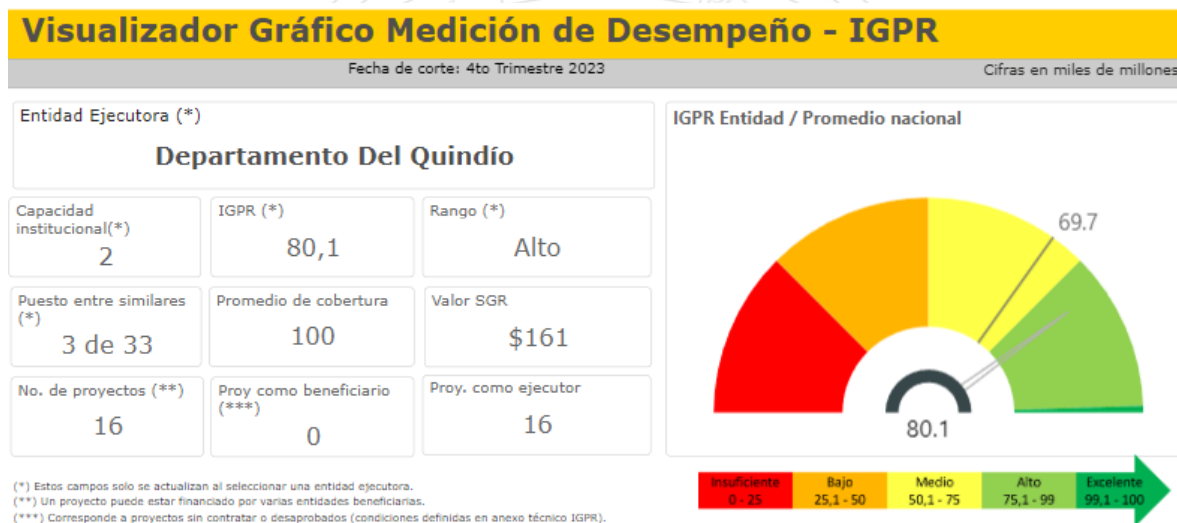 Visualizador Gráfico Medición de Desempeño - IGPR
Fecha de corte: 4to Trimestre 2023
Cifras en miles de millones
Entidad Ejecutora (*)
Departamento Del Quindío
Capacidad
institucional(*)
2
IGPR (*)
80,1
Rango (*)
Alto
Puesto entre similares
(*)
3 de 33
Promedio de cobertura
100
Valor SGR
$161
No. de proyectos (**)
16
Proy como beneficiario
(***)
0
Proy. como ejecutor
16
(*) Estos campos solo se actualizan al seleccionar una entidad ejecutora.
(**) Un proyecto puede estar financiado por varias entidades beneficiarias.
(***) Corresponde a proyectos sin contratar o desaprobados (condiciones definidas en anexo técnico IGPR).
IGPR Entidad / Promedio nacional
69.7
80.1
Insuficiente
0 - 25
Bajo
25,1 - 50
Medio
50,1 - 75
Alto
75,1 - 99
Excelente
99,1 - 100